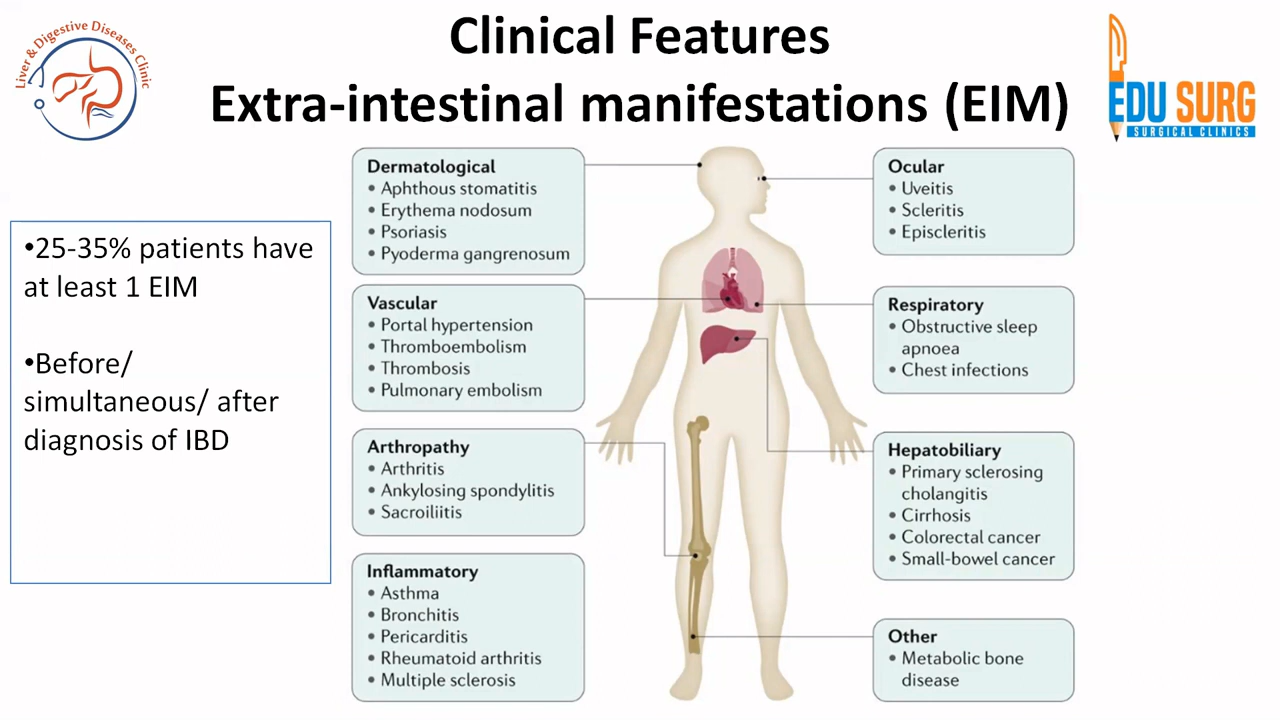 Liver & Digestive Diseases Clinic
Clinical Features
Extra-intestinal manifestations (EIM)
EDU SURG
SURGICAL CLINICS
•25-35% patients have
at least 1 EIM
•Before/
simultaneous/ after
diagnosis of IBD
Dermatological
• Aphthous stomatitis
• Erythema nodosum
• Psoriasis
• Pyoderma gangrenosum
Vascular
• Portal hypertension
• Thromboembolism
• Thrombosis
• Pulmonary embolism
Arthropathy
• Arthritis
• Ankylosing spondylitis
• Sacroiliitis
Inflammatory
• Asthma
• Bronchitis
• Pericarditis
• Rheumatoid arthritis
• Multiple sclerosis
Ocular
• Uveitis
• Scleritis
• Episcleritis
Respiratory
• Obstructive sleep
apnoea
• Chest infections
Hepatobiliary
• Primary sclerosing
cholangitis
• Cirrhosis
• Colorectal cancer
• Small-bowel cancer
Other
• Metabolic bone
disease